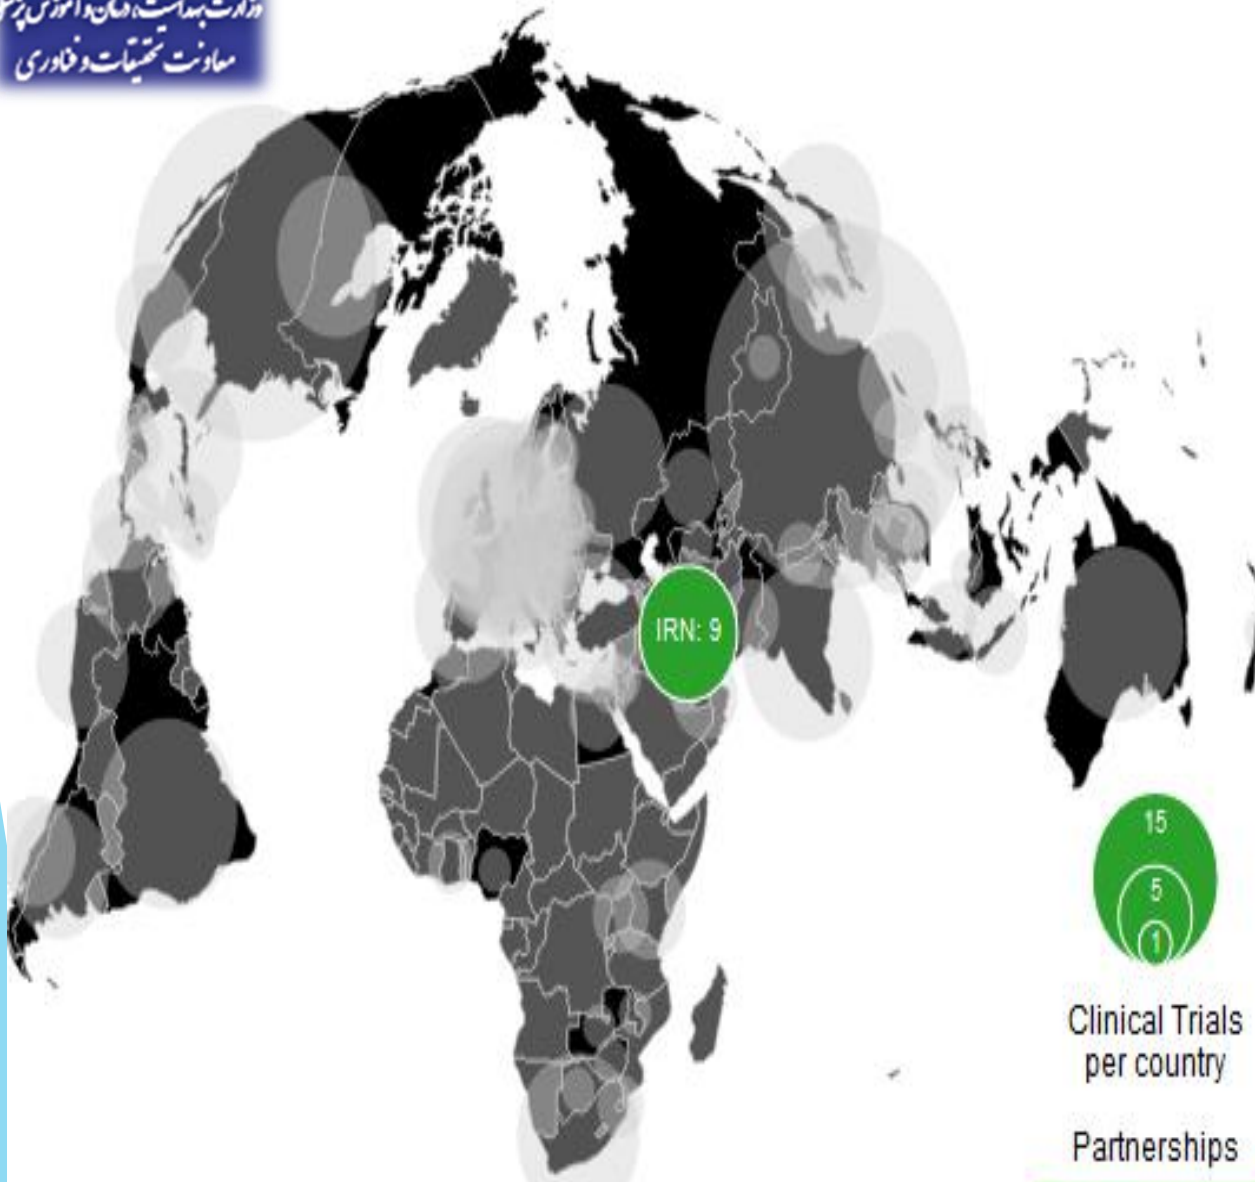 وزارت بهداشت، درمان و آموزش پزشکی
معاونت تحقیقات و فناوری
IRN: 9
15
5
1
Clinical Trials
per country
Partnerships